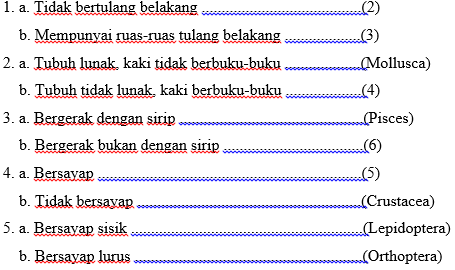 1. a. Tidak bertulang belakang ..........................................(2)
b. Mempunyai ruas-ruas tulang belakang ....................(3)
2. a. Tubuh lunak, kaki tidak berbuku-buku ....................(Mollusca)
b. Tubuh tidak lunak, kaki berbuku-buku ....................(4)
3. a. Bergerak dengan sirip ................................................(Pisces)
b. Bergerak bukan dengan sirip .....................................(6)
4. a. Bersayap ....................................................................(5)
b. Tidak bersayap ...........................................................(Crustacea)
5. a. Bersayap sisik ............................................................(Lepidoptera)
b. Bersayap lurus ............................................................(Orthoptera)